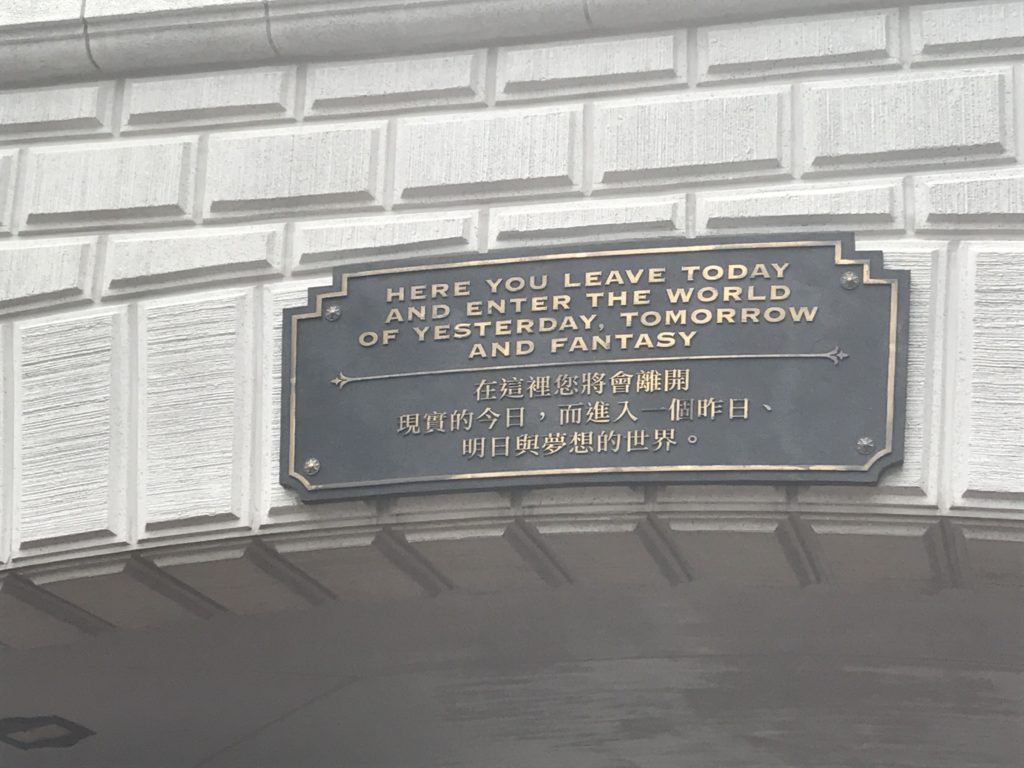 HERE YOU LEAVE TODAY
AND ENTER THE WORLD
OF YESTERDAY, TOMORROW
AND FANTASY
在這裡您將會離開
現實的今日，而進入一個昨日、
明日與夢想的世界。